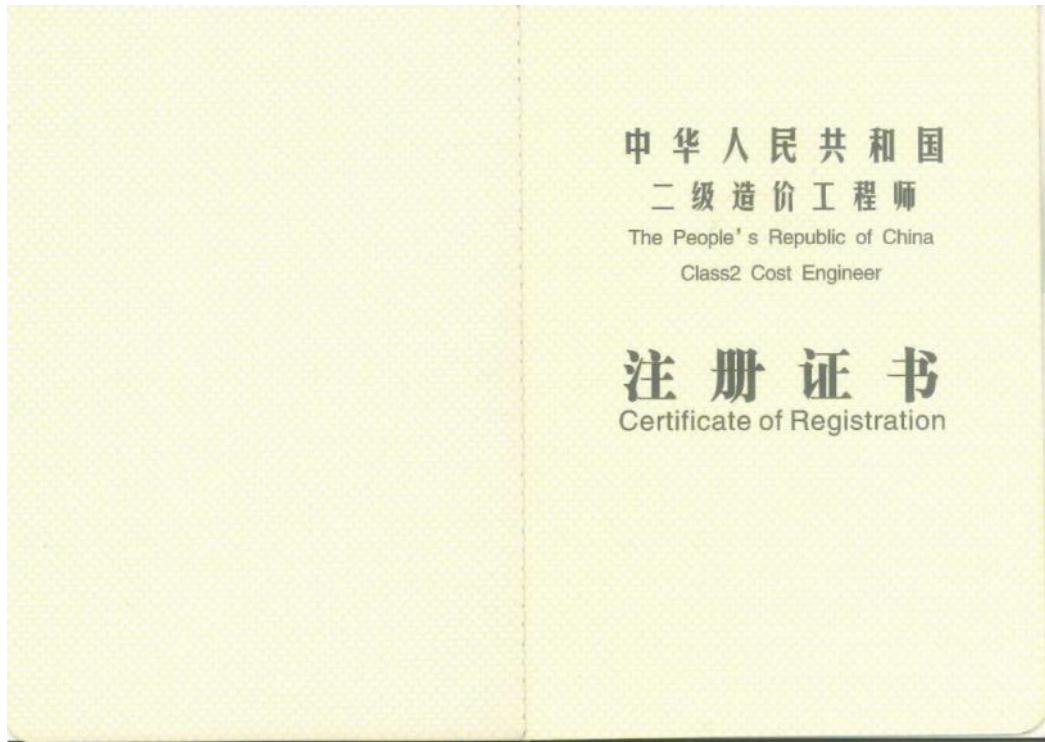 中华人民共和国
二级造价工程师
The People's Republic of China
Class2 Cost Engineer
注册证书
Certificate of Registration